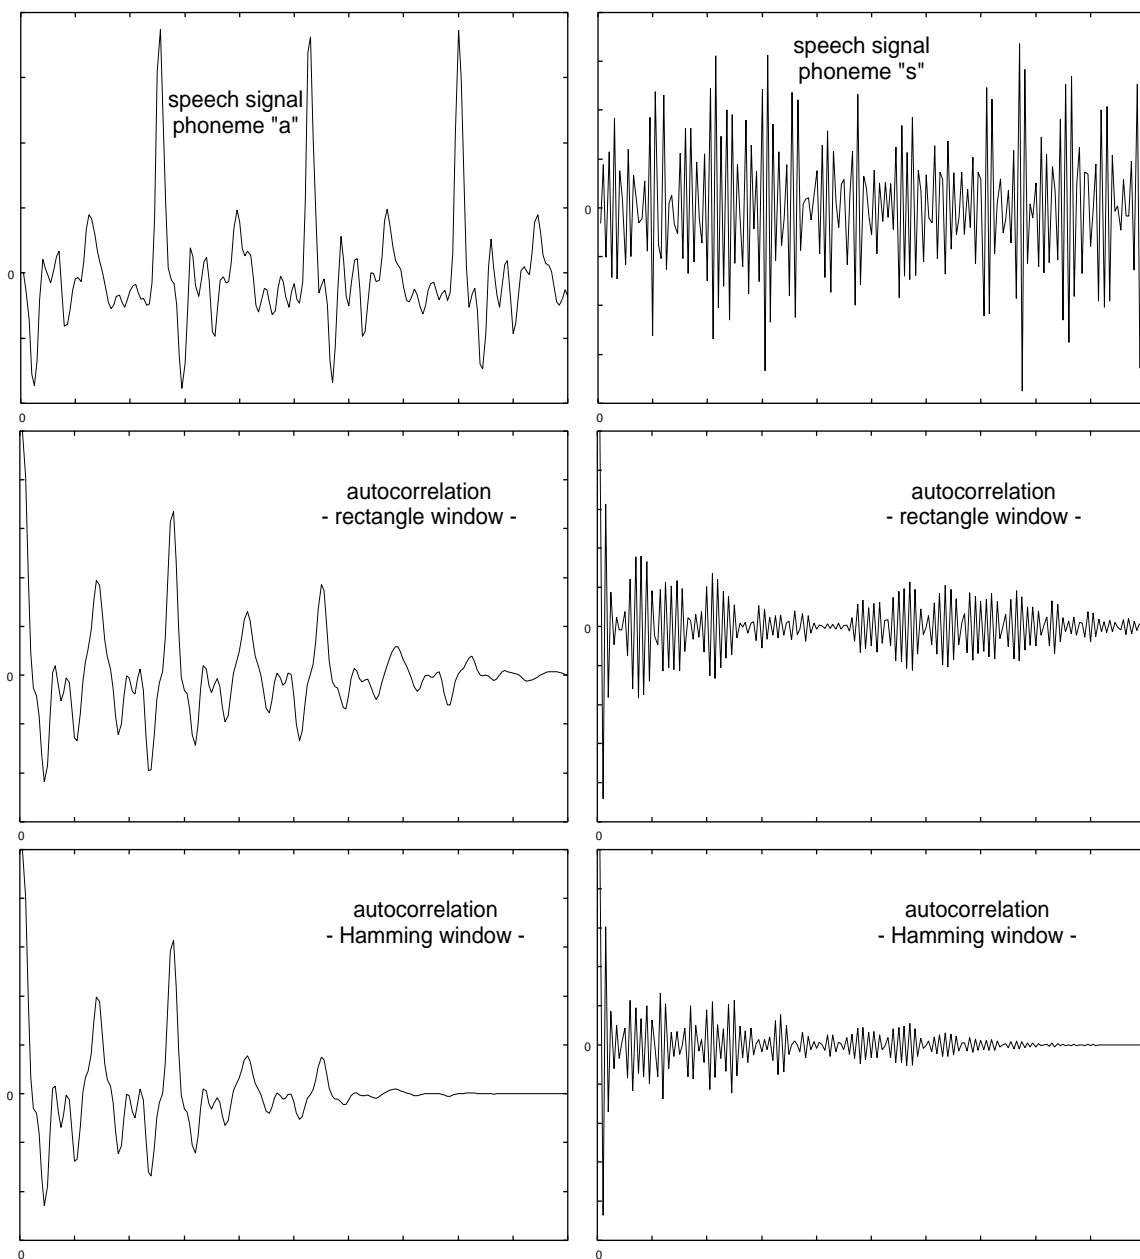 speech signal
phoneme "a"
0
0
speech signal
phoneme "s"
0
0
autocorrelation
- rectangle window -
0
0
autocorrelation
- rectangle window -
0
0
autocorrelation
- Hamming window -
0
0
autocorrelation
- Hamming window -
0
0